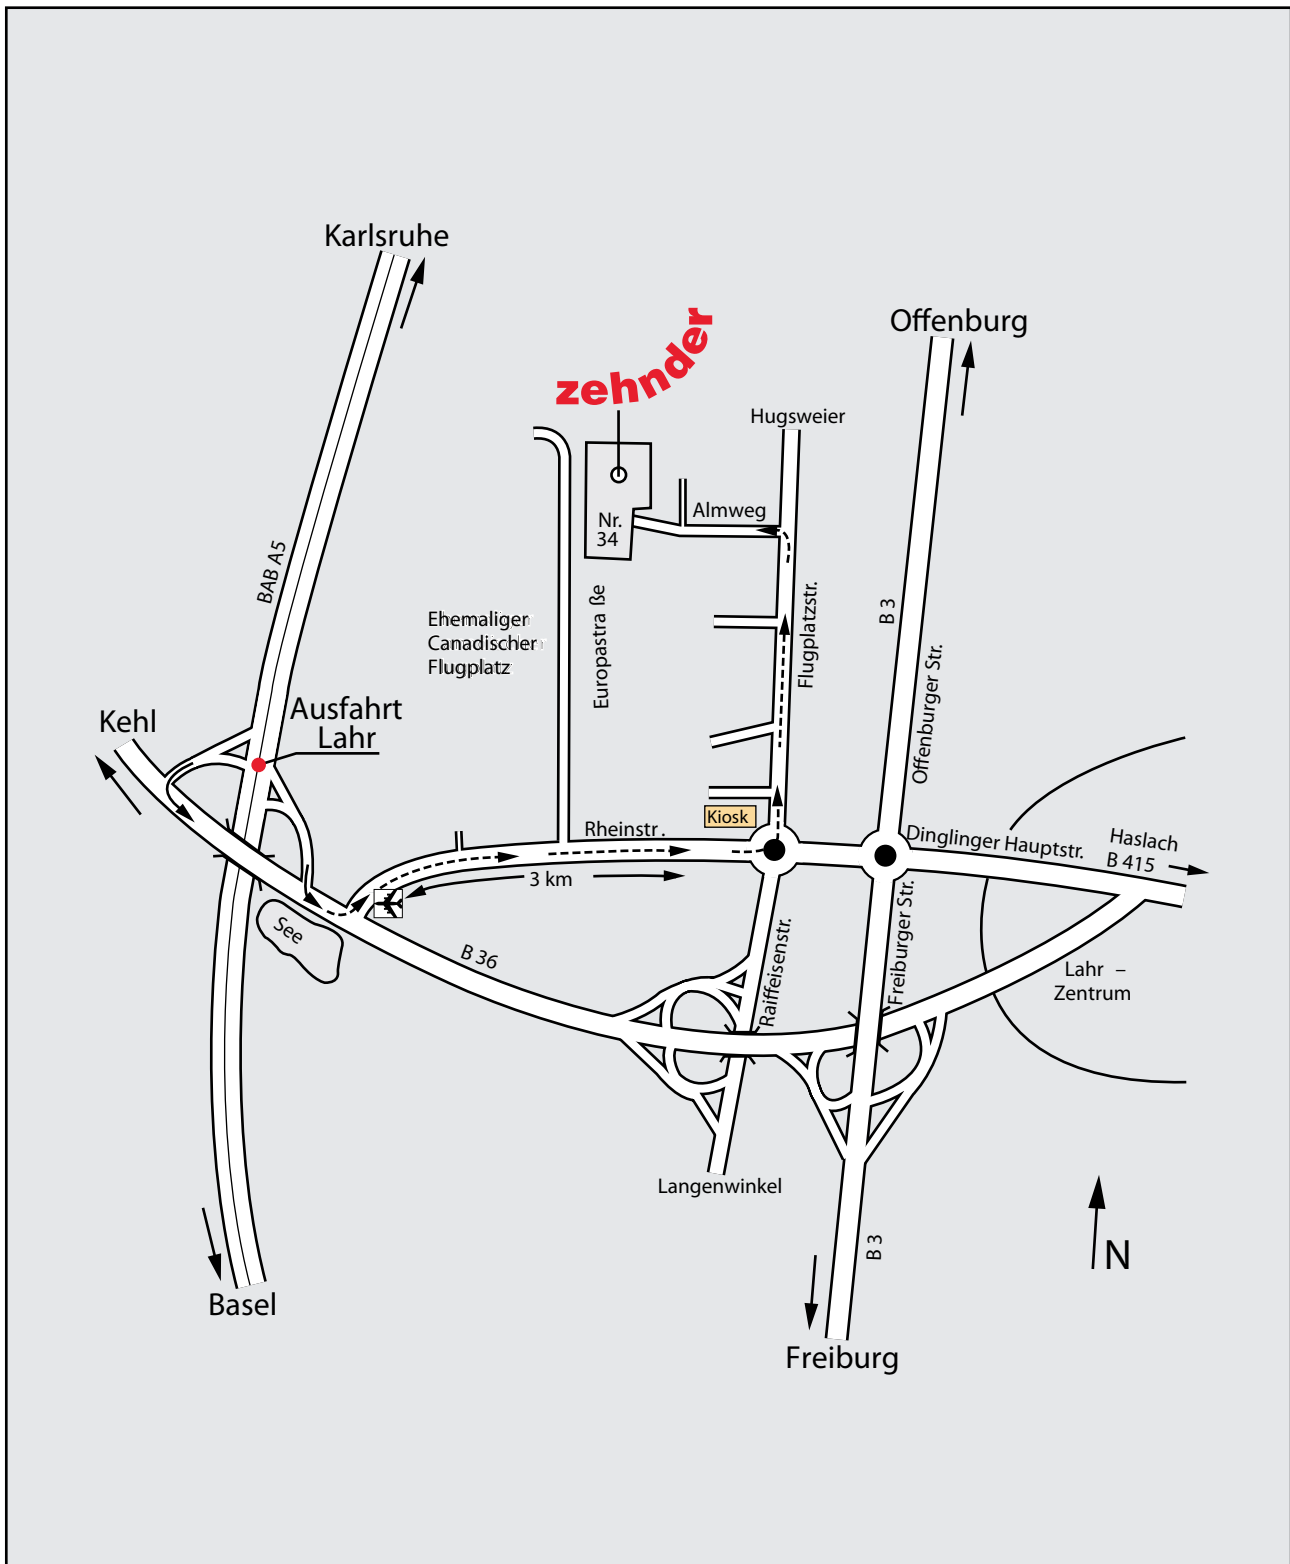 Karlsruhe
Offenburg
zehnder
Hugsweier
Almweg
Nr.
34
BAB A5
Ehemaliger
Canadischer
Flugplatz
Europastra ße
Flugplatzstr.
B 3
Offenburger Str.
Kehl
Ausfahrt
Lahr
Kiosk
Rheinstr.
Dinglinger Hauptstr.
Haslach
B 415
3 km
See
B 36
Raiffeisenstr.
Freiburger Str.
Lahr –
Zentrum
Langenwinkel
B 3
N
Basel
Freiburg